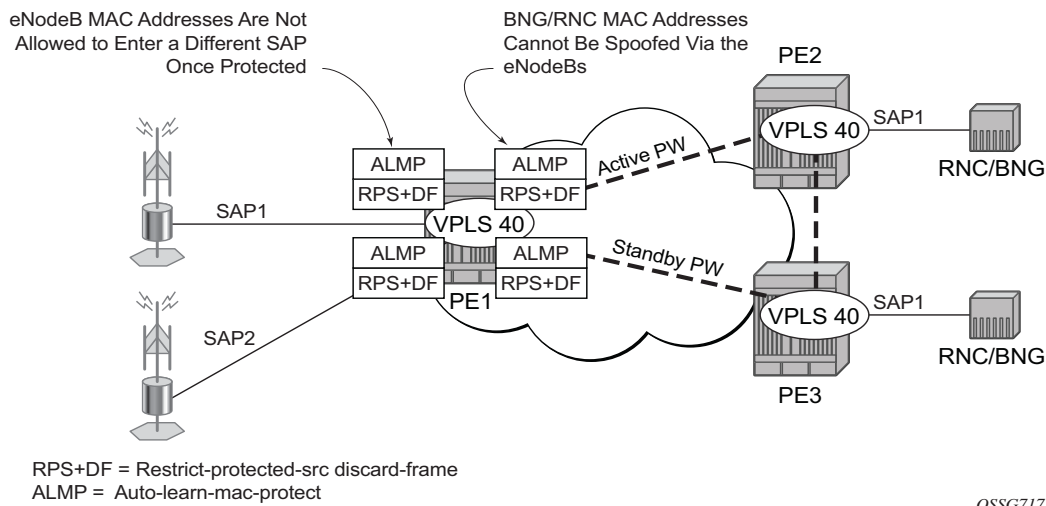 eNodeB MAC Addresses Are Not
Allowed to Enter a Different SAP
Once Protected
BNG/RNC MAC Addresses
Cannot Be Spoofed Via the
eNodeBs
PE2
VPLS 40
SAP1
RNC/BNG
Active PW
ALMP
RPS+DF
ALMP
RPS+DF
SAP1
VPLS 40
ALMP
RPS+DF
ALMP
RPS+DF
PE1
Standby PW
SAP2
VPLS 40
SAP1
RNC/BNG
PE3
RPS+DF = Restrict-protected-src discard-frame
ALMP = Auto-learn-mac-protect
OSSG717